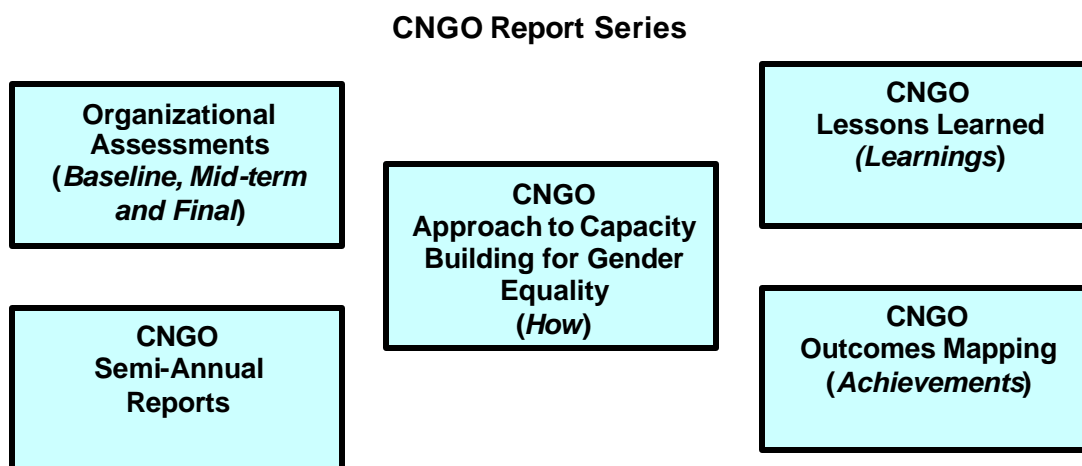 CNGO Report Series
Organizational
Assessments
(Baseline, Mid-term
and Final)
CNGO
Semi-Annual
Reports
CNGO
Approach to Capacity
Building for Gender
Equality
(How)
CNGO
Lessons Learned
(Learnings)
CNGO
Outcomes Mapping
(Achievements)